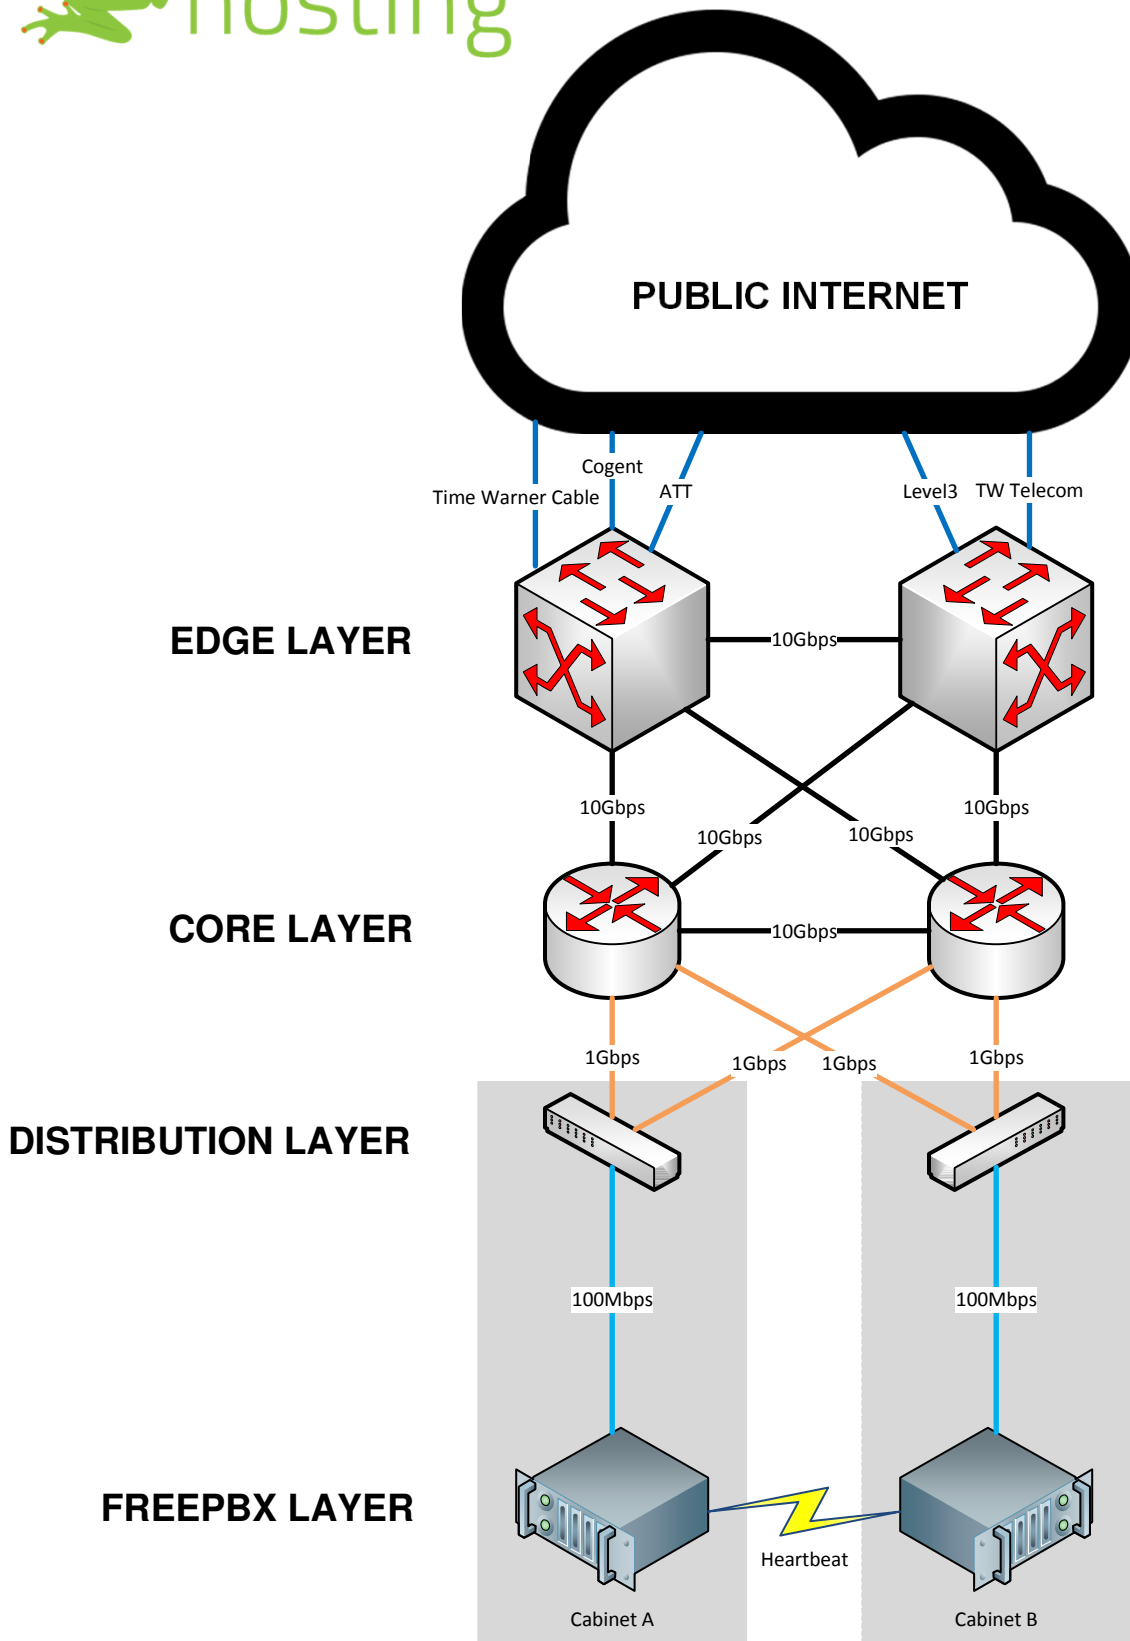 hosting
PUBLIC INTERNET
Cogent
Time Warner Cable
ATT
Level3
TW Telecom
EDGE LAYER
10Gbps
10Gbps
10Gbps
10Gbps
10Gbps
CORE LAYER
10Gbps
1Gbps
1Gbps
1Gbps
1Gbps
DISTRIBUTION LAYER
100Mbps
100Mbps
FREEPBX LAYER
Heartbeat
Cabinet A
Cabinet B